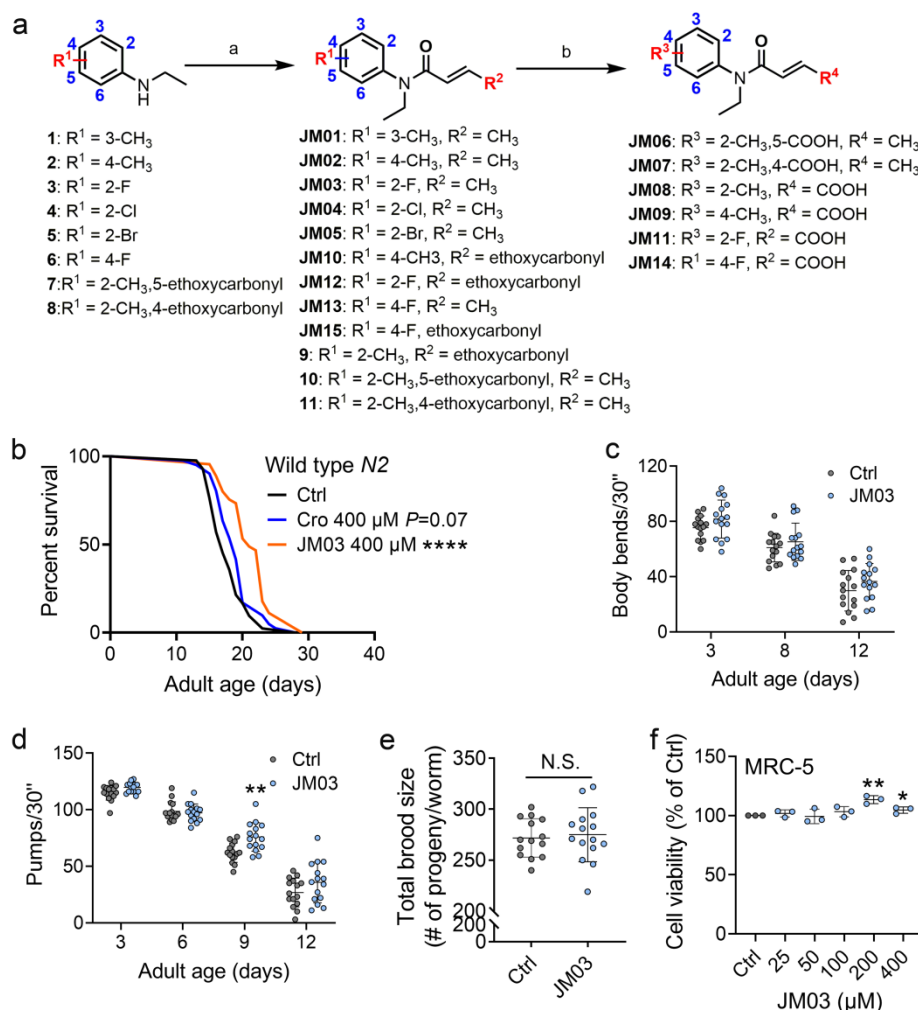 a
3
4
2
R¹
5
6
N
H
a
3
4
2
R¹
5
6
N
O
R²
b
3
4
2
R³
5
6
N
O
R⁴
1: R¹ = 3-CH₃
2: R¹ = 4-CH₃
3: R¹ = 2-F
4: R¹ = 2-Cl
5: R¹ = 2-Br
6: R¹ = 4-F
7:R¹ = 2-CH₃,5-ethoxycarbonyl
8:R¹ = 2-CH₃,4-ethoxycarbonyl
JM01: R¹ = 3-CH₃, R² = CH₃
JM02: R¹ = 4-CH₃, R² = CH₃
JM03: R¹ = 2-F, R² = CH₃
JM04: R¹ = 2-Cl, R² = CH₃
JM05: R¹ = 2-Br, R² = CH₃
JM10: R¹ = 4-CH3, R² = ethoxycarbonyl
JM12: R¹ = 2-F, R² = ethoxycarbonyl
JM13: R¹ = 4-F, R² = CH₃
JM15: R¹ = 4-F, ethoxycarbonyl
9: R¹ = 2-CH₃, R² = ethoxycarbonyl
10: R¹ = 2-CH₃,5-ethoxycarbonyl, R² = CH₃
11: R¹ = 2-CH₃,4-ethoxycarbonyl, R² = CH₃
JM06: R³ = 2-CH₃,5-COOH, R⁴ = CH₃
JM07: R³ = 2-CH₃,4-COOH, R⁴ = CH₃
JM08: R³ = 2-CH₃, R⁴ = COOH
JM09: R³ = 4-CH₃, R⁴ = COOH
JM11: R³ = 2-F, R² = COOH
JM14: R¹ = 4-F, R² = COOH
b
Percent survival
100
50
0
0 10 20 30 40
Adult age (days)
Wild type N2
Ctrl
Cro 400 µM P=0.07
JM03 400 µM ****
c
Body bends/30"
120
80
40
0
3 8 12
Adult age (days)
Ctrl
JM03
d
Pumps/30"
150
100
50
0
3 6 9 12
Adult age (days)
Ctrl
JM03
**
e
Total brood size
(# of progeny/worm)
350
300
250
200
200
0
N.S.
Ctrl JM03
f
Cell viability (% of Ctrl)
150
100
50
0
MRC-5
** *
Ctrl 25 50 100 200 400
JM03 (µM)